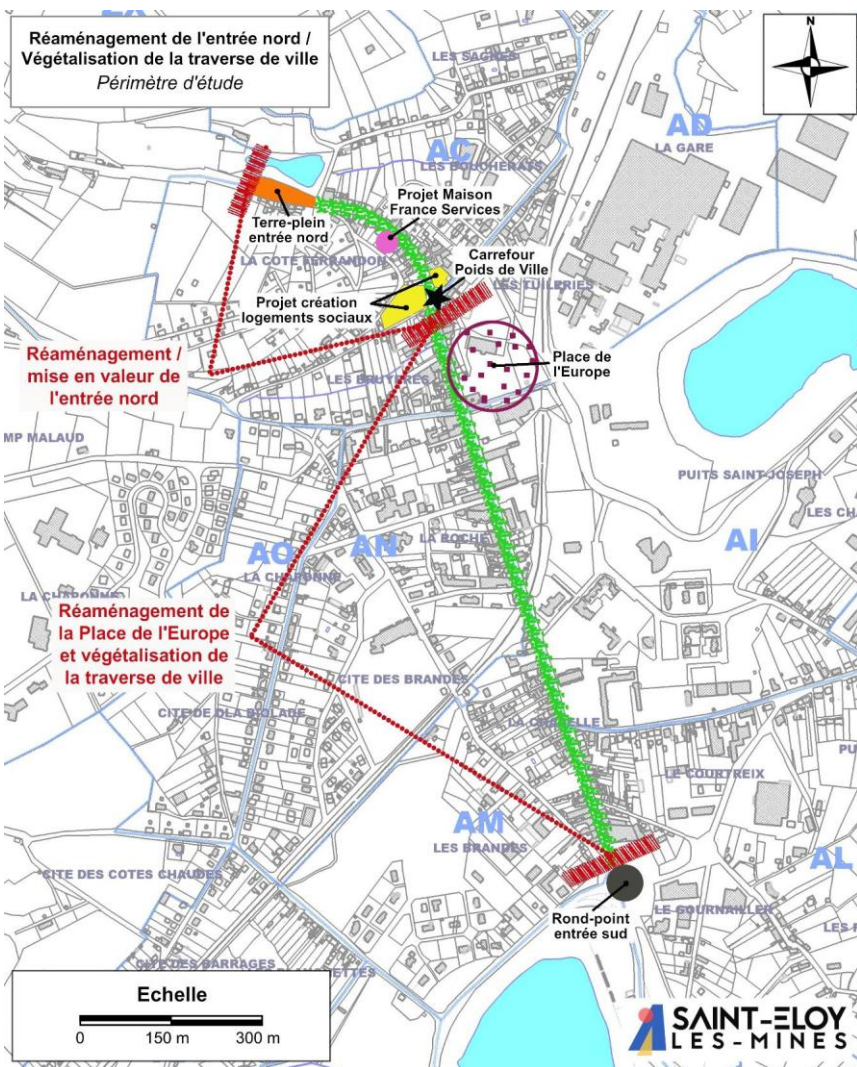 Réaménagement de l'entrée nord /
Végétalisation de la traverse de ville
Périmètre d'étude
N
LES SAGNES
AD
LA GARE
AC
LES BOUCHERATS
Projet Maison
France Services
Terre-plein
entrée nord
LA COTE FERRANDON
Carrefour
Poids de Ville
LES TUILERIES
Projet création
logements sociaux
Réaménagement /
mise en valeur de
l'entrée nord
Place de
l'Europe
LES BRUYERES
MP MALAUD
PUITS SAINT-JOSEPH
LES CHA
LA ROCHE
AI
AN
AO
LA CHARONNE
LA CHARONNE
Réaménagement de
la Place de l'Europe
et végétalisation de
la traverse de ville
CITE DES BRANDES
CITE DE DLA BIOLADE
LA CHAPELLE
PU
LE COURTREIX
AM
LES BRANDES
AL
CITE DES COTES CHAUDES
LE GOURNAILLER
LES
Rond-point
entrée sud
CITE DES BARRAGES
ETTES
Echelle
0 150 m 300 m
SAINT-ELOY
LES-MINES